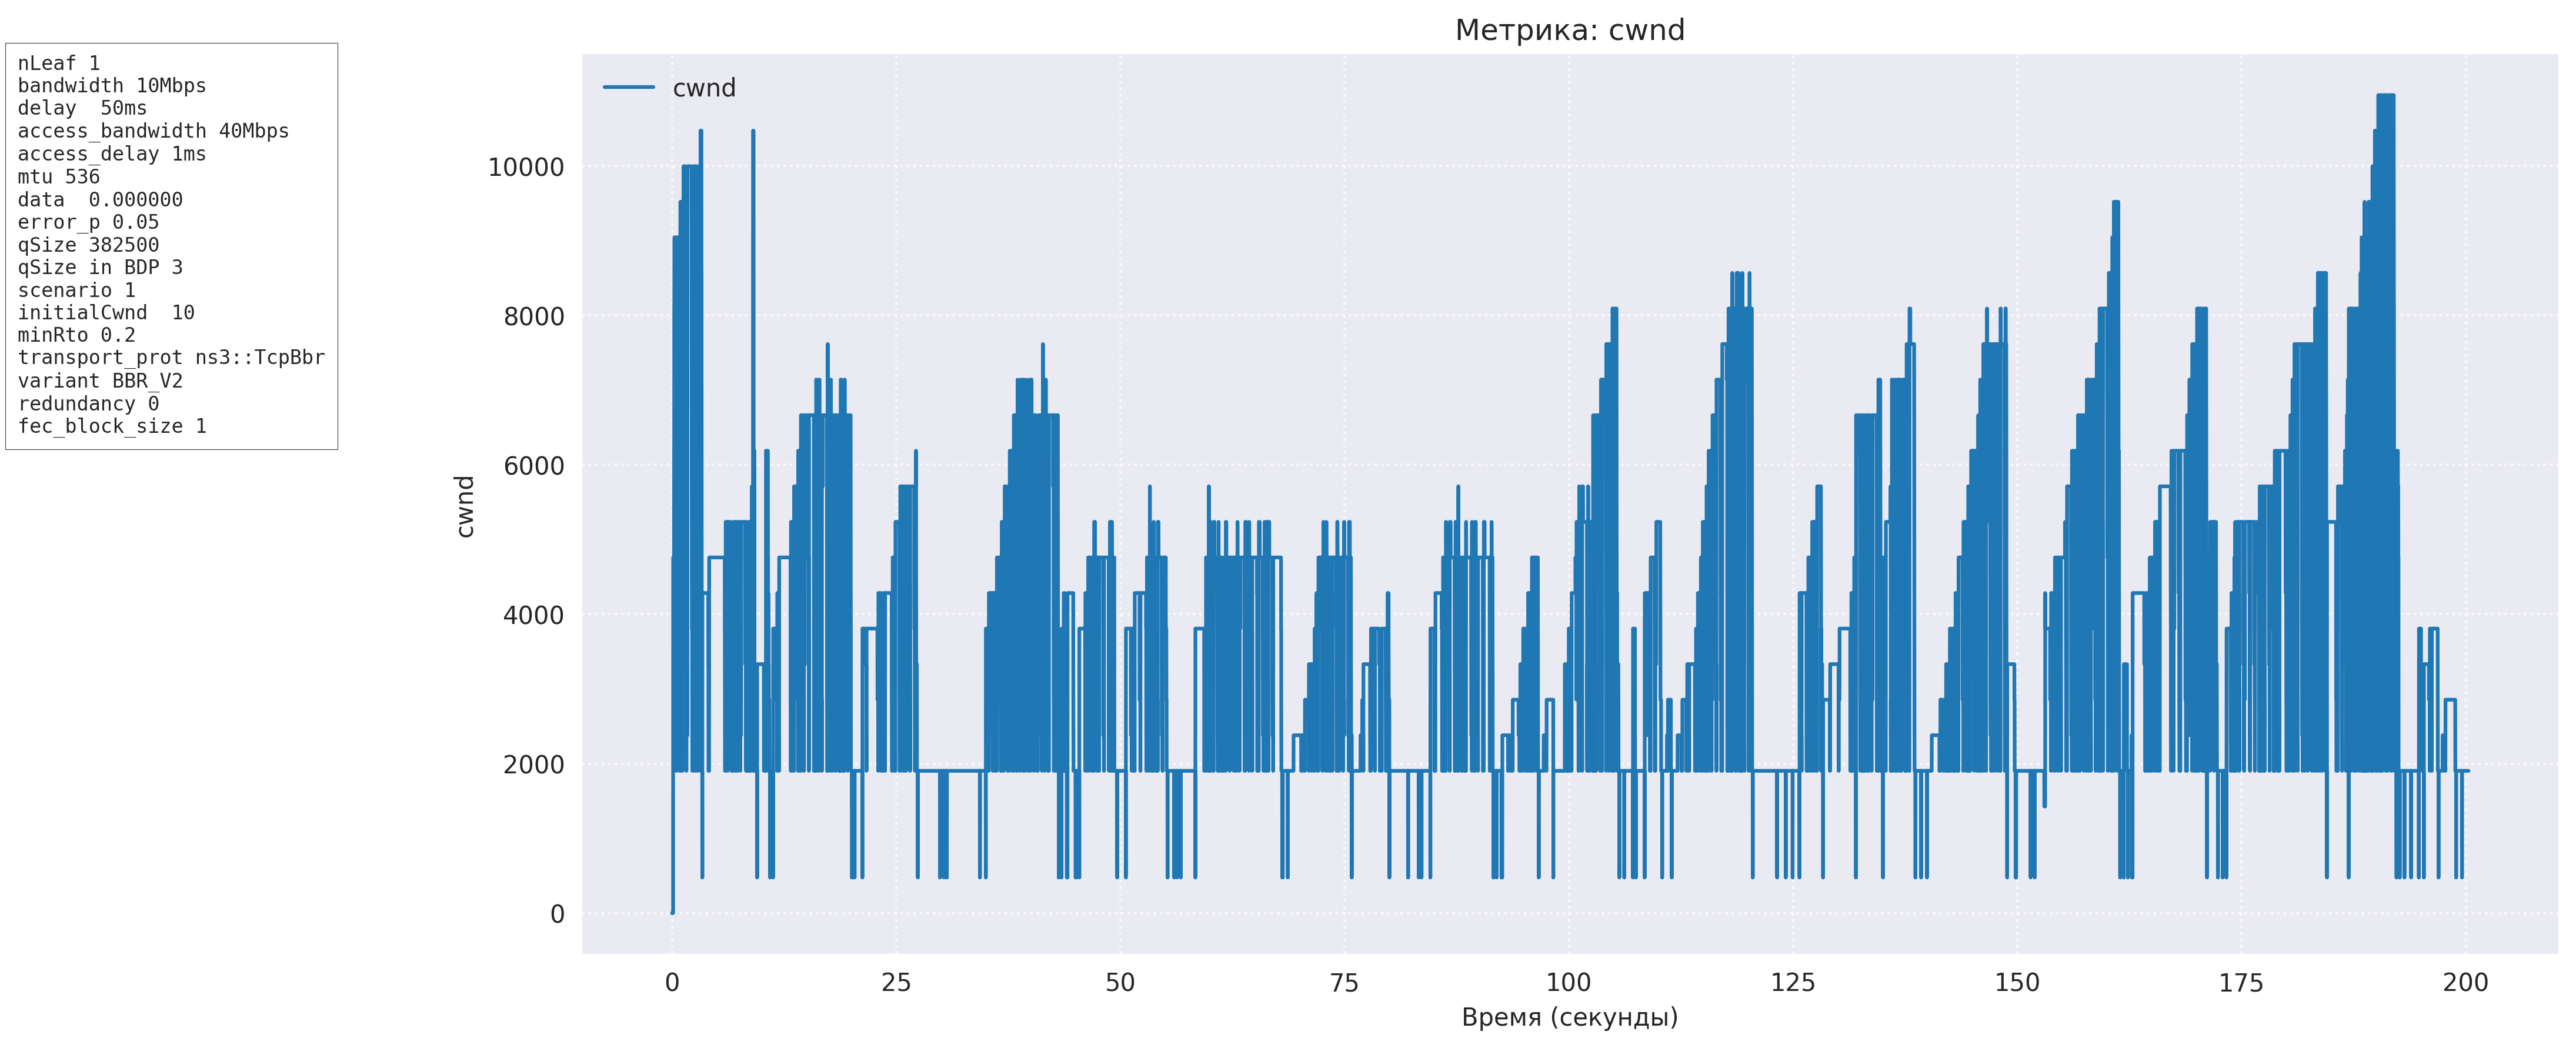 nLeaf 1
bandwidth 10Mbps
delay  50ms
access_bandwidth 40Mbps
access_delay 1ms
mtu 536
data  0.000000
error_p 0.05
qSize 382500
qSize in BDP 3
scenario 1
initialCwnd  10
minRto 0.2
transport_prot ns3::TcpBbr
variant BBR_V2
redundancy 0
fec_block_size 1
Метрика: cwnd
cwnd
cwnd
10000
8000
6000
4000
2000
0
0 25 50 75 100 125 150 175 200
Время (секунды)